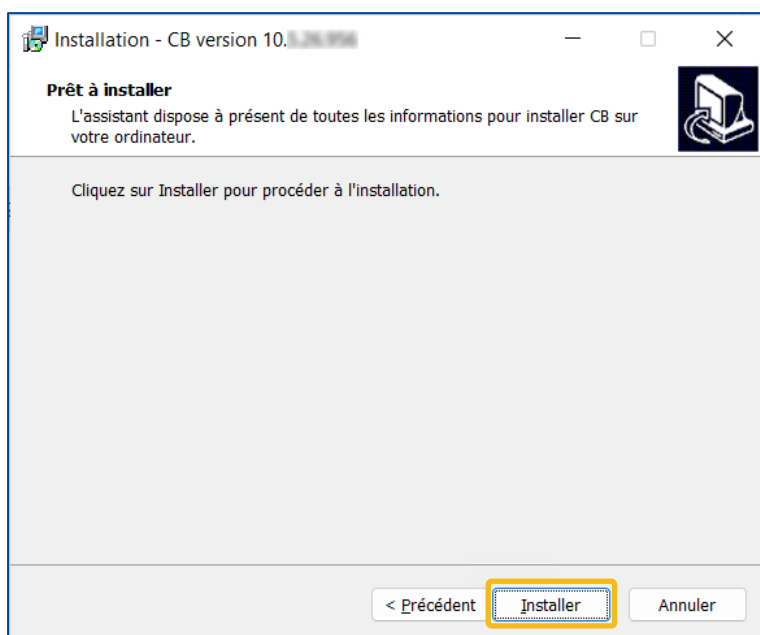 Installation - CB version 10.
Prêt à installer
L'assistant dispose à présent de toutes les informations pour installer CB sur
votre ordinateur.
Cliquez sur Installer pour procéder à l'installation.
< Précédent
Installer
Annuler